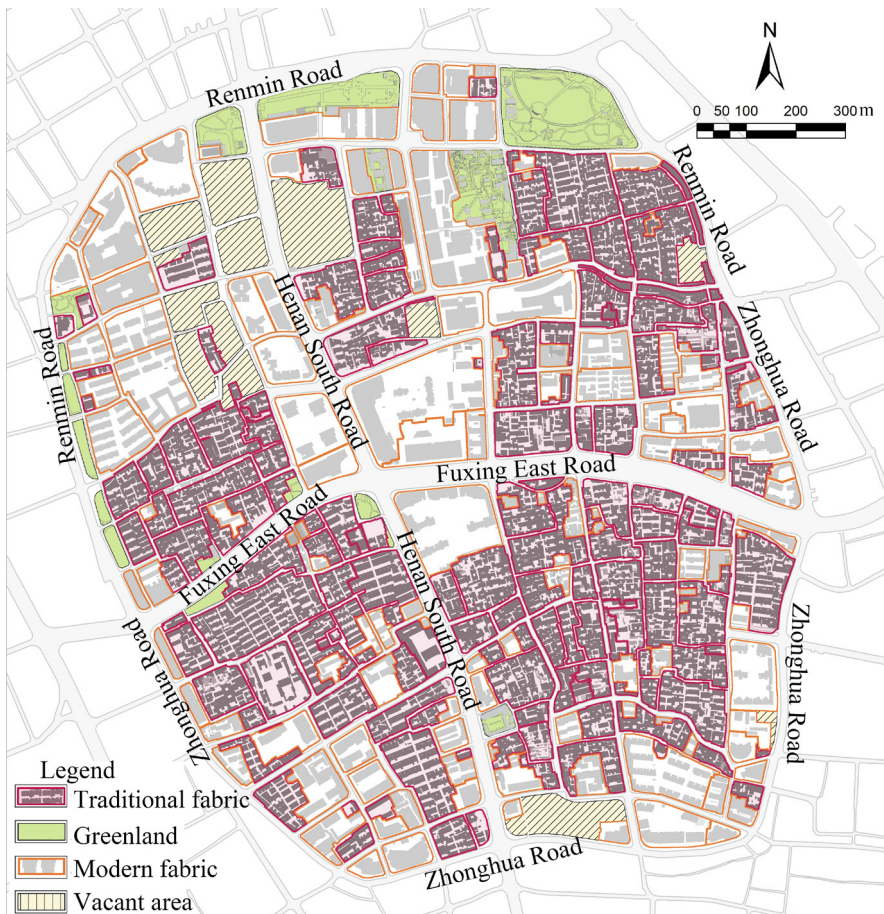 N
0 50 100 200 300 m
Renmin Road
Renmin Road
Henan South Road
Zhonghua Road
Renmin Road
Fuxing East Road
Fuxing East Road
Henan South Road
Zhonghua Road
Zhonghua Road
Zhonghua Road
Legend
Traditional fabric
Greenland
Modern fabric
Vacant area